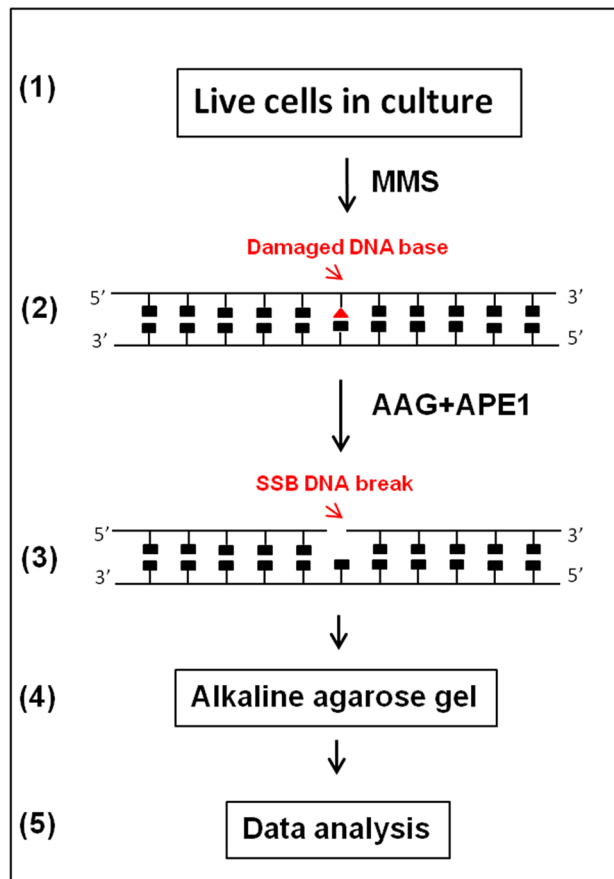 (1)
Live cells in culture
MMS
Damaged DNA base
5’ 3’
(2)
3’ 5’
AAG+APE1
SSB DNA break
5’ 3’
(3)
3’ 5’
(4)
Alkaline agarose gel
(5)
Data analysis